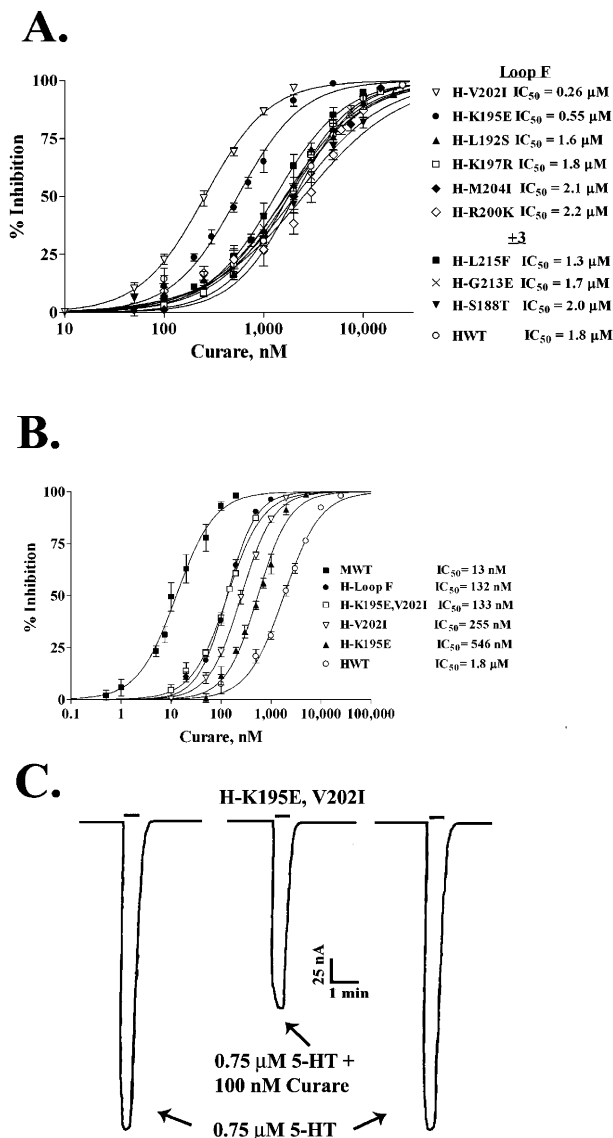 A.
Loop F
H-V202I IC50 = 0.26 μM
H-K195E IC50 = 0.55 μM
H-L192S IC50 = 1.6 μM
H-K197R IC50 = 1.8 μM
H-M204I IC50 = 2.1 μM
H-R200K IC50 = 2.2 μM
+3
H-L215F IC50 = 1.3 μM
H-G213E IC50 = 1.7 μM
H-S188T IC50 = 2.0 μM
HWT IC50 = 1.8 μM
% Inhibition
100
75
50
25
0
10 100 1,000 10,000
Curare, nM
B.
% Inhibition
100
75
50
25
0
MWT IC50= 13 nM
H-Loop F IC50= 132 nM
H-K195E,V202I IC50= 133 nM
H-V202I IC50= 255 nM
H-K195E IC50= 546 nM
HWT IC50= 1.8 μM
0.1 1 10 100 1,000 10,000 100,000
Curare, nM
C.
H-K195E, V202I
25 nA
1 min
0.75 μM 5-HT +
100 nM Curare
0.75 μM 5-HT